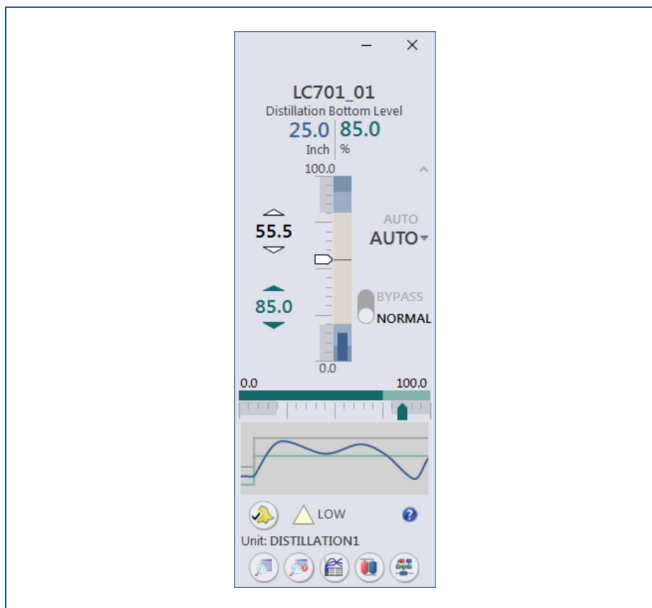 LC701_01
Distillation Bottom Level
25.0 85.0
Inch %
100.0
AUTO
55.5
AUTO
BYPASS
85.0
NORMAL
0.0
0.0 100.0
LOW
Unit: DISTILLATION1